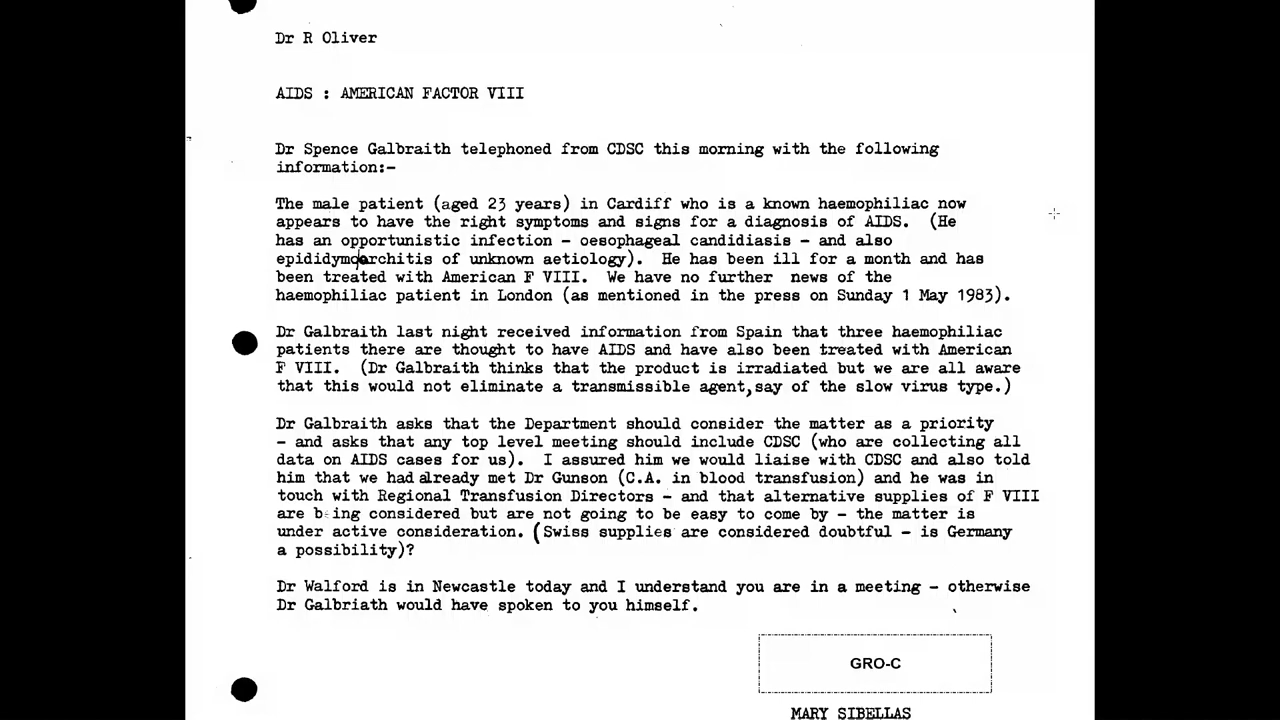 Dr R Oliver
AIDS : AMERICAN FACTOR VIII
Dr Spence Galbraith telephoned from CDSC this morning with the following
information:-
The male patient (aged 23 years) in Cardiff who is a known haemophiliac now
appears to have the right symptoms and signs for a diagnosis of AIDS. (He
has an opportunistic infection - oesophageal candidiasis - and also
epididymoorchitis of unknown aetiology). He has been ill for a month and has
been treated with American F VIII. We have no further news of the
haemophiliac patient in London (as mentioned in the press on Sunday 1 May 1983).
Dr Galbraith last night received information from Spain that three haemophiliac
patients there are thought to have AIDS and have also been treated with American
F VIII. (Dr Galbraith thinks that the product is irradiated but we are all aware
that this would not eliminate a transmissible agent,say of the slow virus type.)
Dr Galbraith asks that the Department should consider the matter as a priority
- and asks that any top level meeting should include CDSC (who are collecting all
data on AIDS cases for us). I assured him we would liaise with CDSC and also told
him that we had already met Dr Gunson (C.A. in blood transfusion) and he was in
touch with Regional Transfusion Directors - and that alternative supplies of F VIII
are being considered but are not going to be easy to come by - the matter is
under active consideration. (Swiss supplies are considered doubtful - is Germany
a possibility)?
Dr Walford is in Newcastle today and I understand you are in a meeting - otherwise
Dr Galbriath would have spoken to you himself.
GRO-C
MARY SIBELLAS